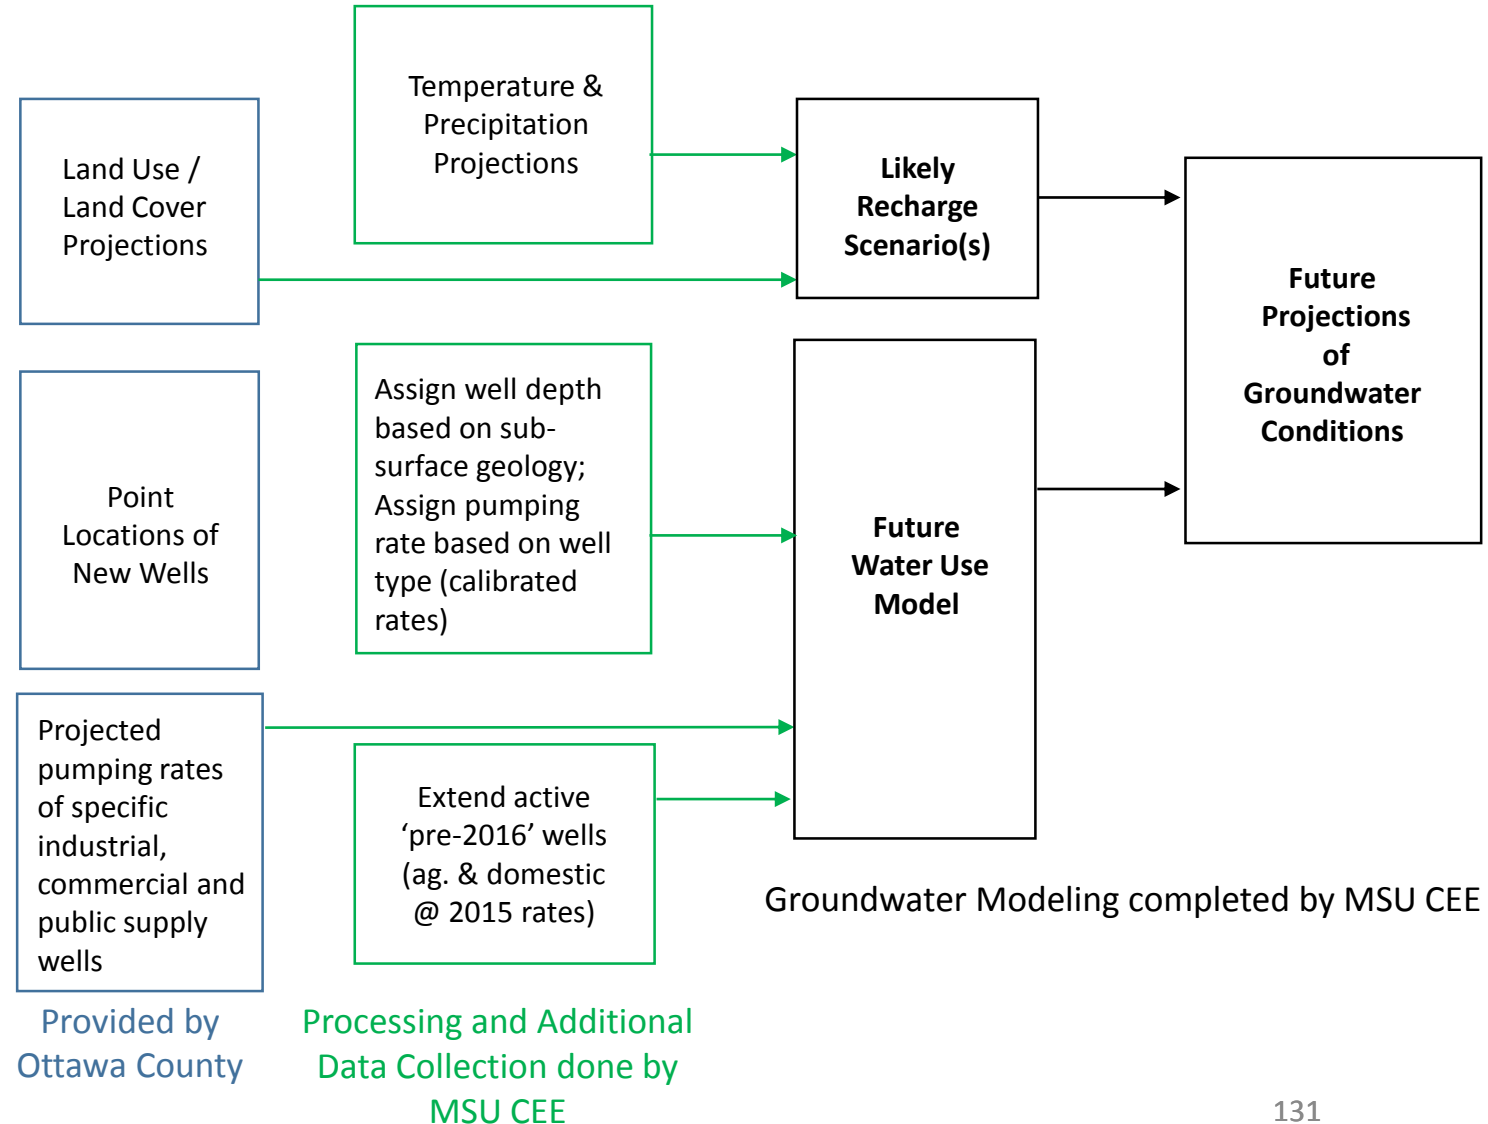 Temperature &
Precipitation
Projections
Land Use /
Land Cover
Projections
Likely
Recharge
Scenario(s)
Future
Projections
of
Groundwater
Conditions
Point
Locations of
New Wells
Assign well depth
based on sub-
surface geology;
Assign pumping
rate based on well
type (calibrated
rates)
Future
Water Use
Model
Projected
pumping rates
of specific
industrial,
commercial and
public supply
wells
Extend active
‘pre-2016’ wells
(ag. & domestic
@ 2015 rates)
Groundwater Modeling completed by MSU CEE
Provided by
Ottawa County
Processing and Additional
Data Collection done by
MSU CEE
131